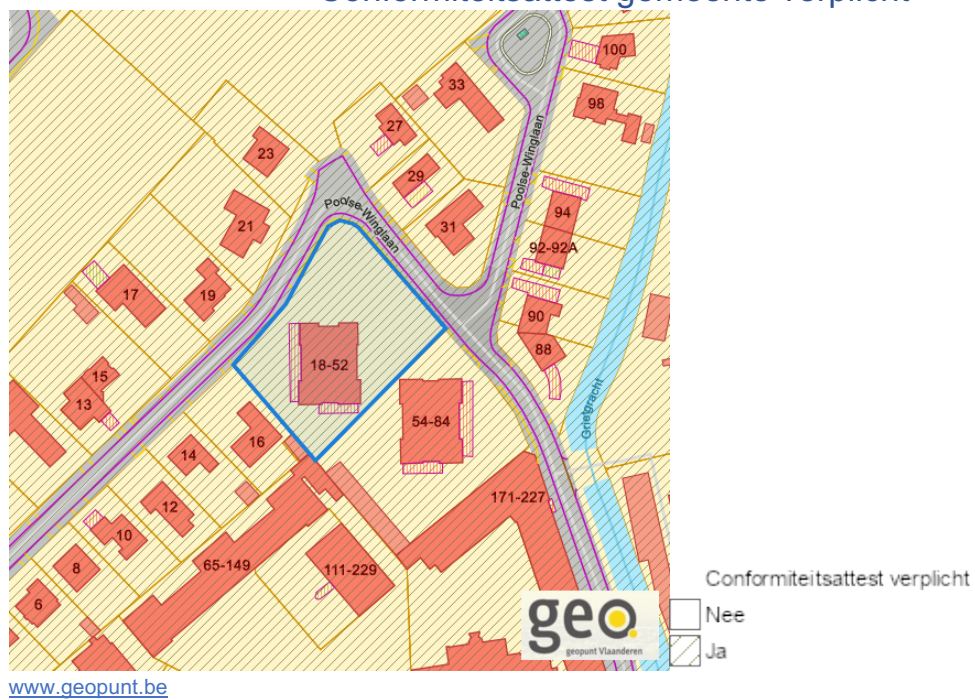 Conformiteitsattest gemeente verplicht
100
33
98
27
23
Poolse-Winglaan
29
Poolse-Winglaan
94
21
31
92-92A
17
19
90
88
18-52
15
13
Grietgracht
54-84
16
14
171-227
12
10
65-149
111-229
8
6
Conformiteitsattest verplicht
geo.
Nee
geopunt Vlaanderen
Ja
www.geopunt.be